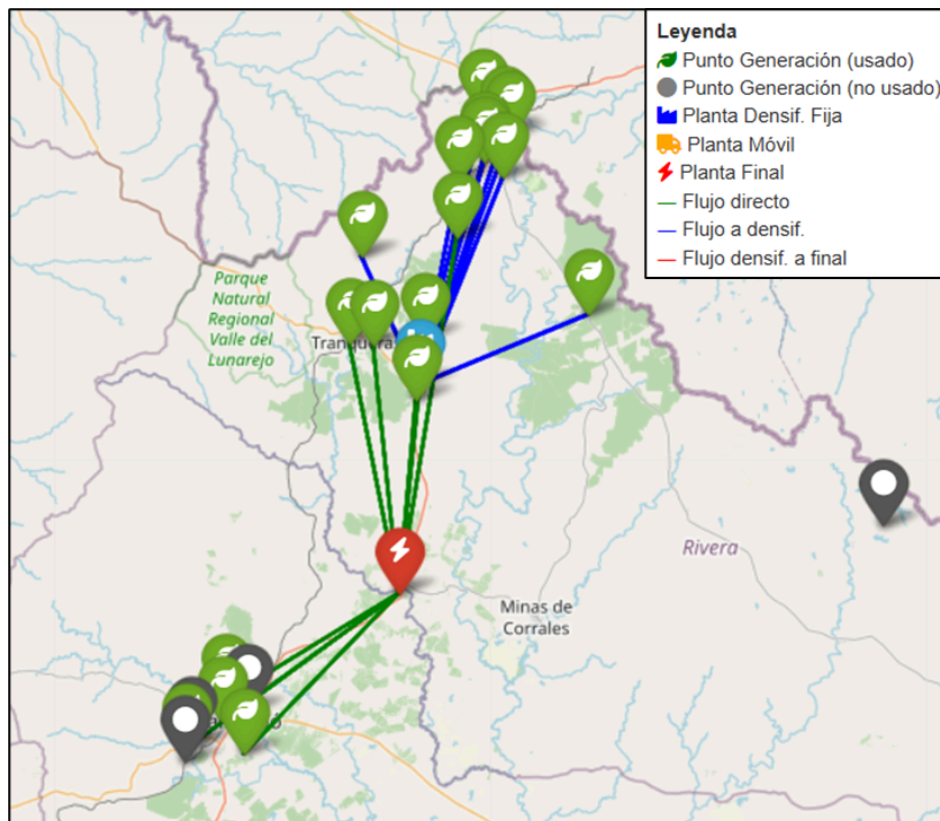 Leyenda
Punto Generación (usado)
Punto Generación (no usado)
Planta Densif. Fija
Planta Móvil
Planta Final
Flujo directo
Flujo a densif.
Flujo densif. a final
Parque
Natural
Regional
Valle del
Lunarejo
Rivera
Minas de
Corrales